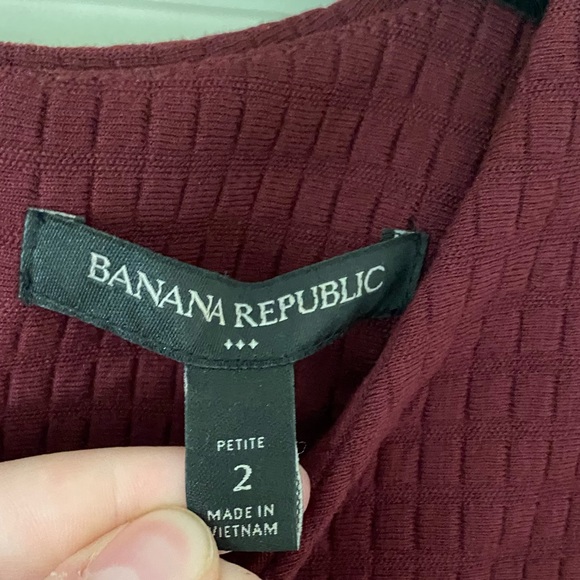 BANANA REPUBLIC
PETITE
2
MADE IN
VIETNAM